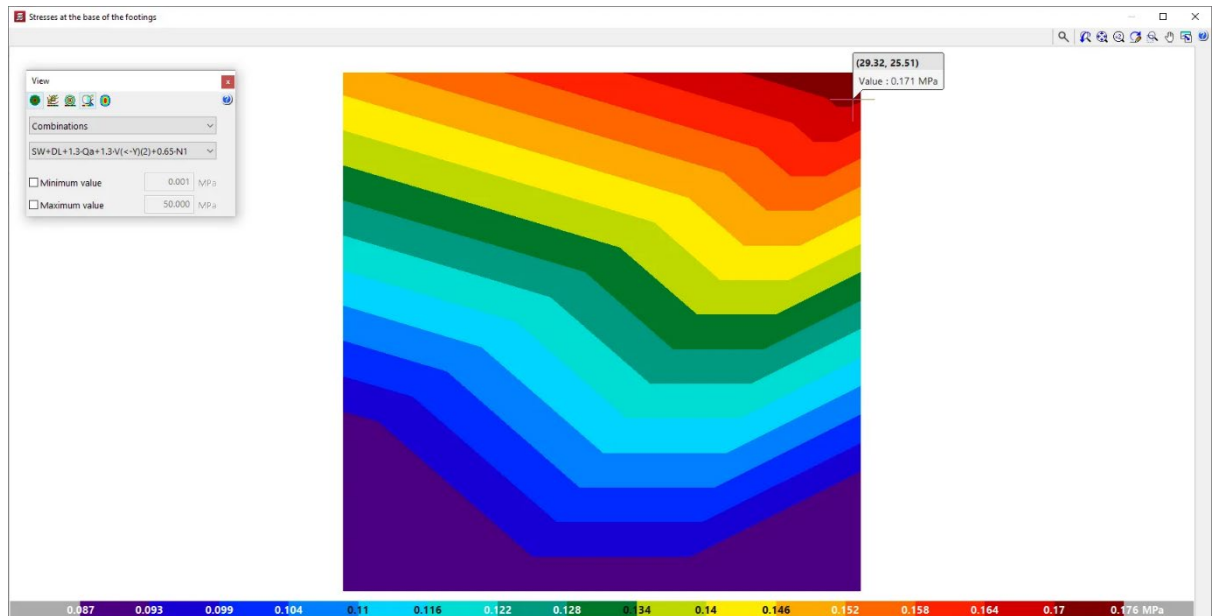 Stresses at the base of the footings
View
Combinations
SW+DL+1.3·Qa+1.3·V(<-Y)(2)+0.65·N1
Minimum value 0.001 MPa
Maximum value 50.000 MPa
(29.32, 25.51)
Value : 0.171 MPa
0.087 0.093 0.099 0.104 0.11 0.116 0.122 0.128 0.134 0.14 0.146 0.152 0.158 0.164 0.17 0.176 MPa